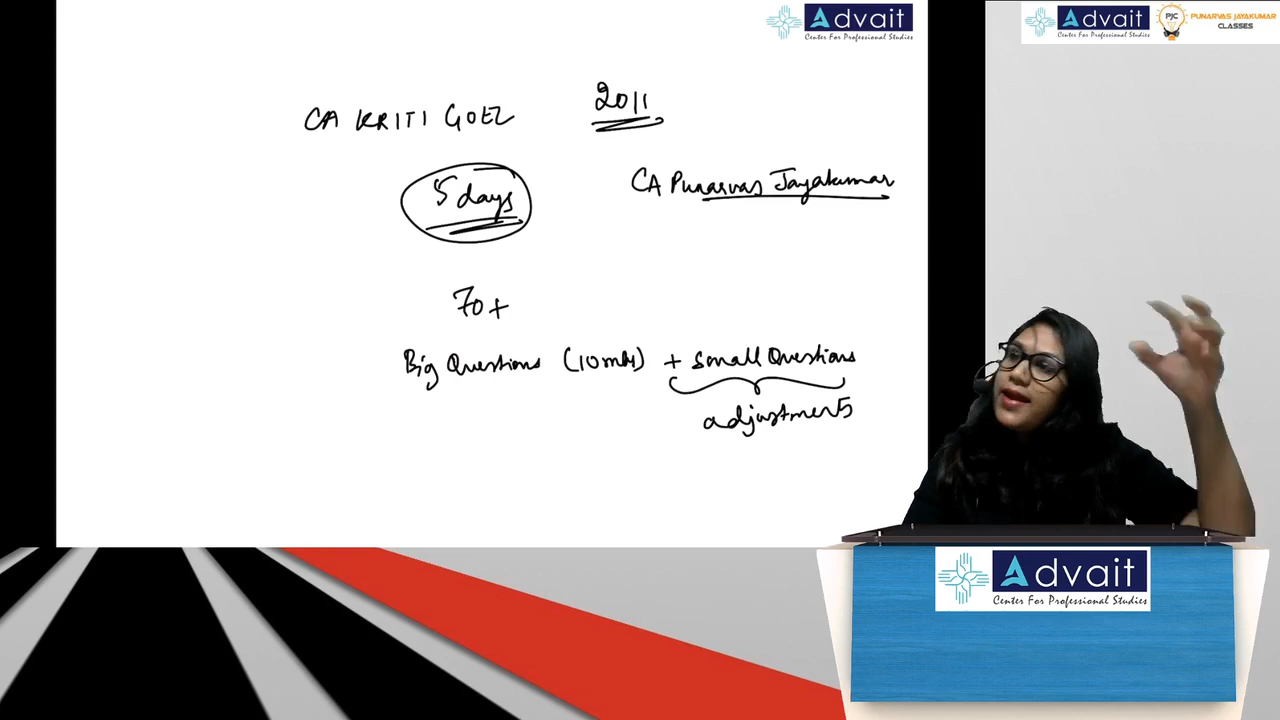 Advait
Center For Professional Studies
Advait
Center For Professional Studies
PJC
PUNARVAS JAYAKUMAR
CLASSES
CA KRITI GOEL 2011
5 days
CA Punarvas Jayakumar
70+
Big Questions (10mks) + Small Questions
adjustments
Advait
Center For Professional Studies